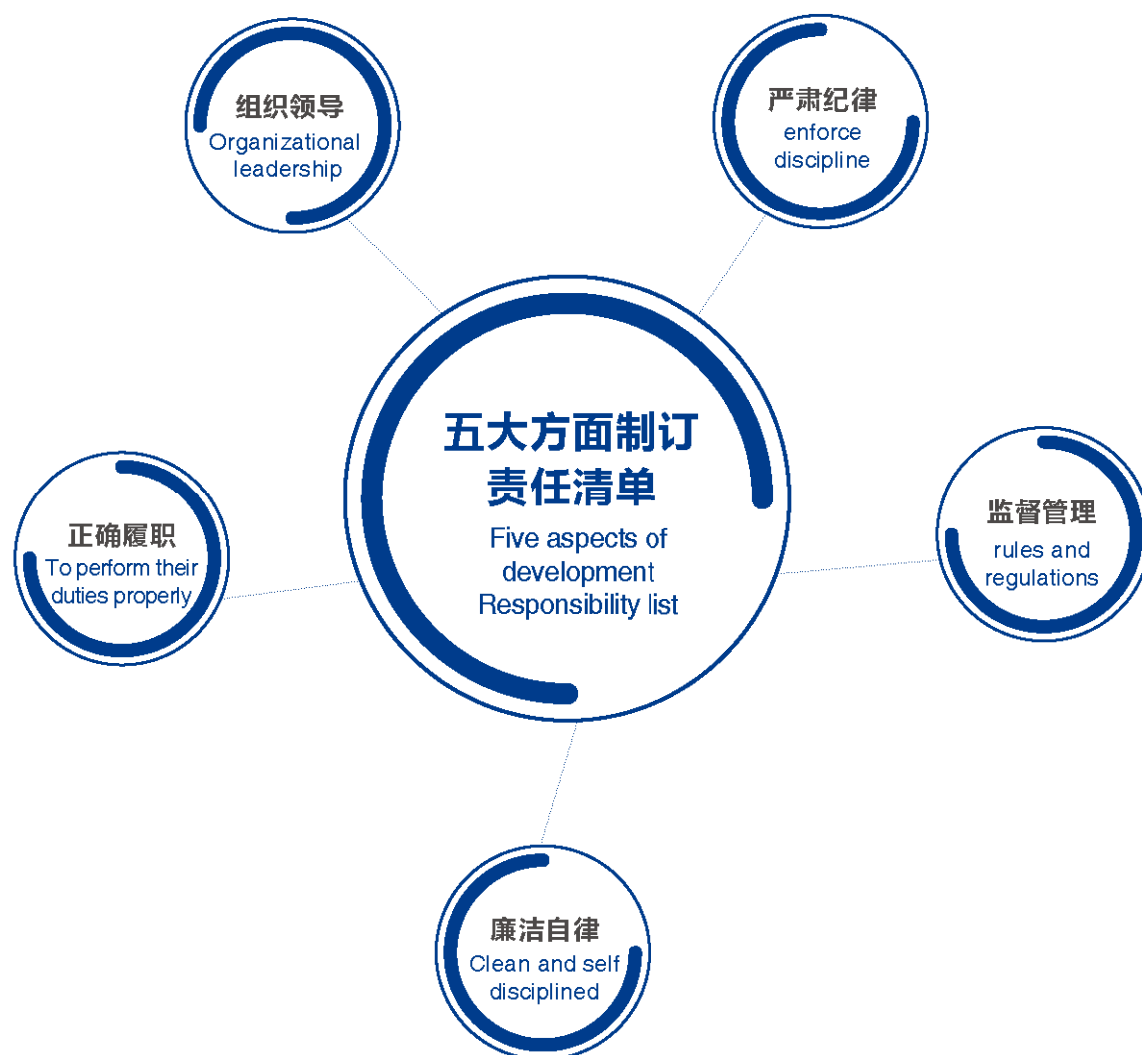 组织领导
Organizational
leadership
严肃纪律
enforce
discipline
五大方面制订
责任清单
Five aspects of
development
Responsibility list
正确履职
To perform their
duties properly
监督管理
rules and
regulations
廉洁自律
Clean and self
disciplined